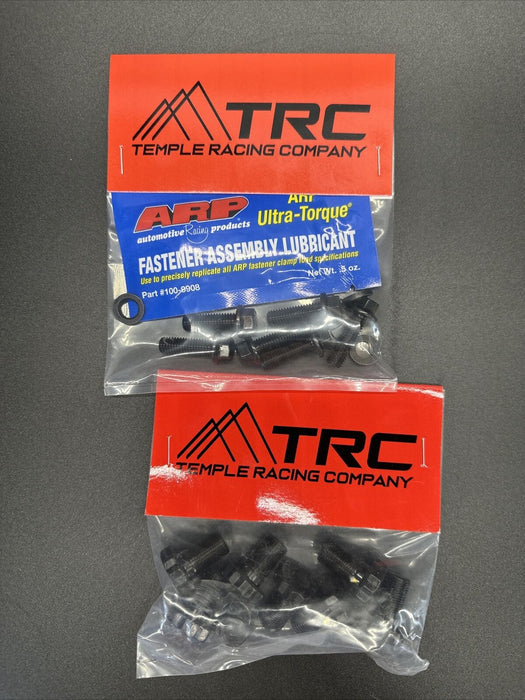 TRC
TEMPLE RACING COMPANY
ARP
automotive Racing products
ARP
Ultra-Torque®
FASTENER ASSEMBLY LUBRICANT
Use to precisely replicate all ARP fastener clamp load specifications
Part #100-9908
Net Wt. .5 oz.
TRC
TEMPLE RACING COMPANY